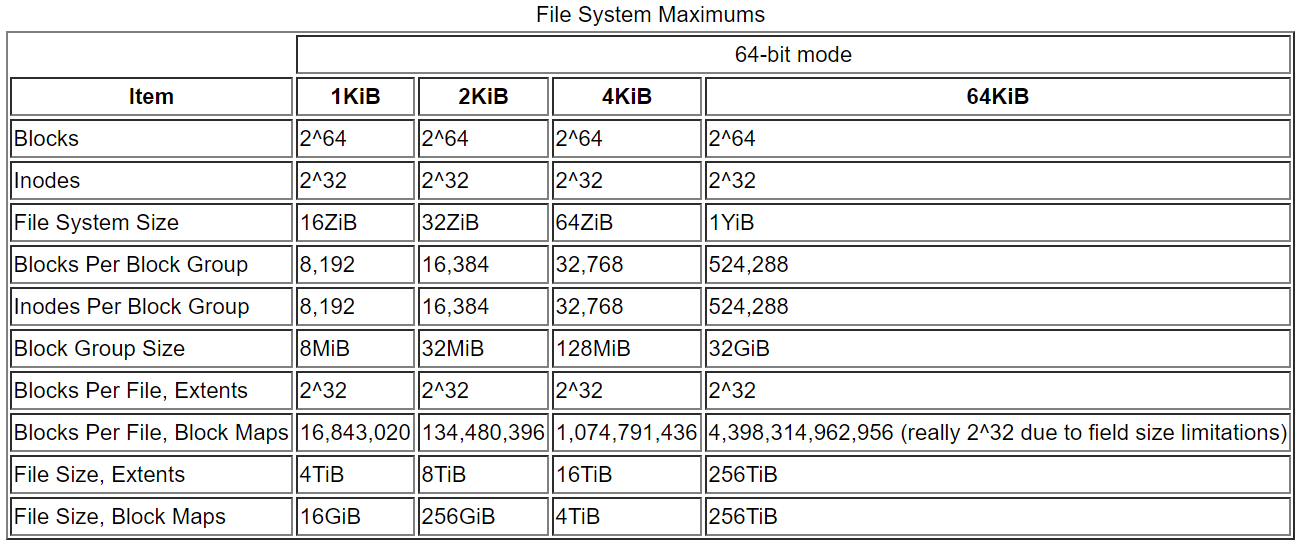 File System Maximums
64-bit mode
Item 1KiB 2KiB 4KiB 64KiB
Blocks 2^64 2^64 2^64 2^64
Inodes 2^32 2^32 2^32 2^32
File System Size 16ZiB 32ZiB 64ZiB 1YiB
Blocks Per Block Group 8,192 16,384 32,768 524,288
Inodes Per Block Group 8,192 16,384 32,768 524,288
Block Group Size 8MiB 32MiB 128MiB 32GiB
Blocks Per File, Extents 2^32 2^32 2^32 2^32
Blocks Per File, Block Maps 16,843,020 134,480,396 1,074,791,436 4,398,314,962,956 (really 2^32 due to field size limitations)
File Size, Extents 4TiB 8TiB 16TiB 256TiB
File Size, Block Maps 16GiB 256GiB 4TiB 256TiB